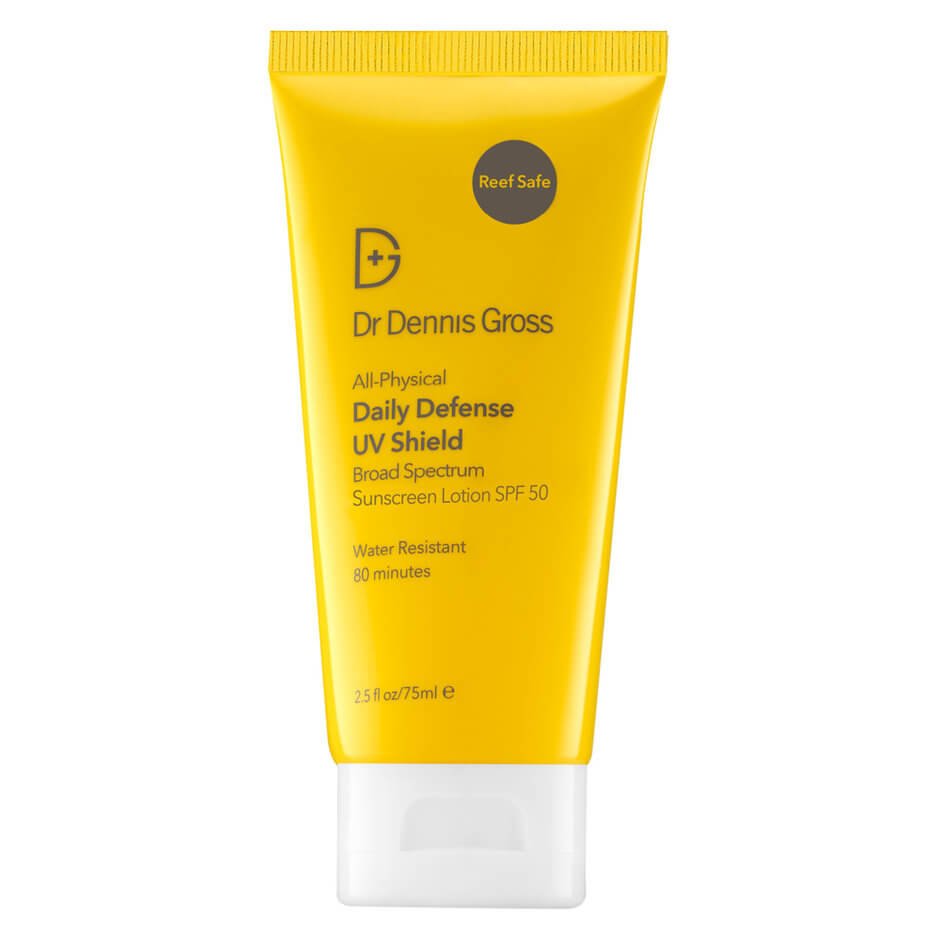 Reef Safe
Dr Dennis Gross
All-Physical
Daily Defense
UV Shield
Broad Spectrum
Sunscreen Lotion SPF 50
Water Resistant
80 minutes
2.5 fl oz/75ml ℮